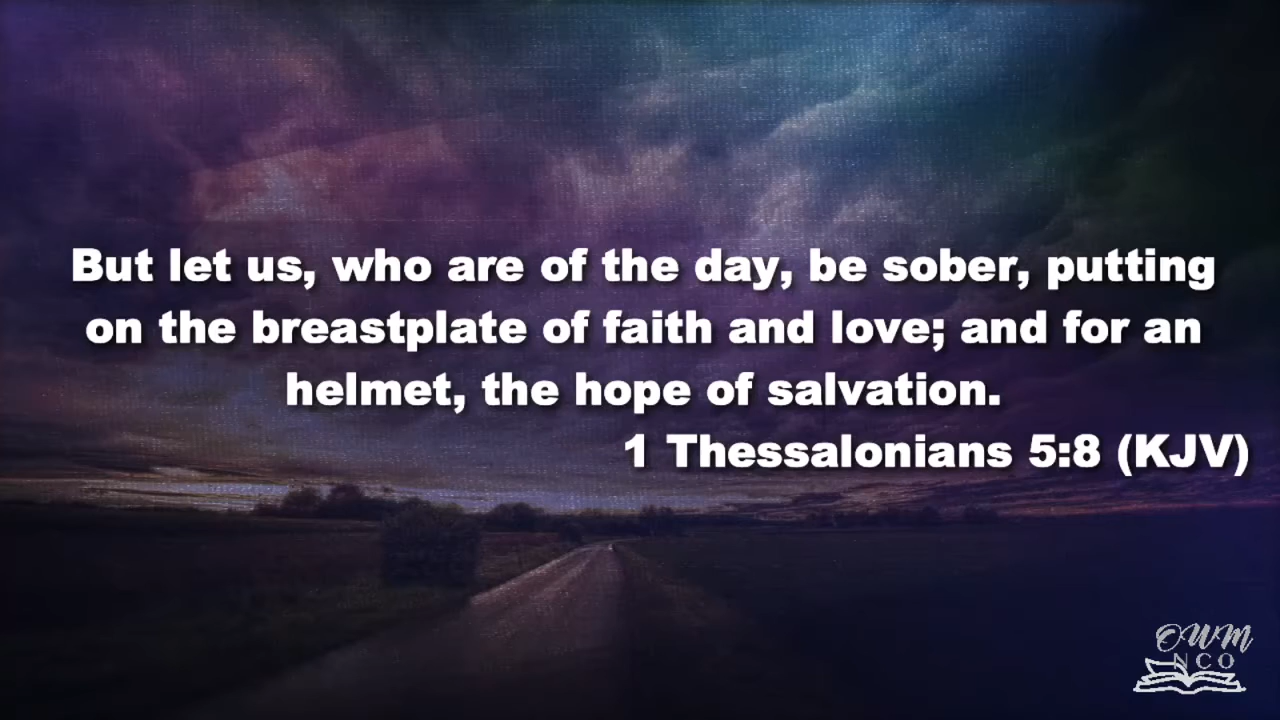 But let us, who are of the day, be sober, putting
on the breastplate of faith and love; and for an
helmet, the hope of salvation.
1 Thessalonians 5:8 (KJV)
OWM
NCO